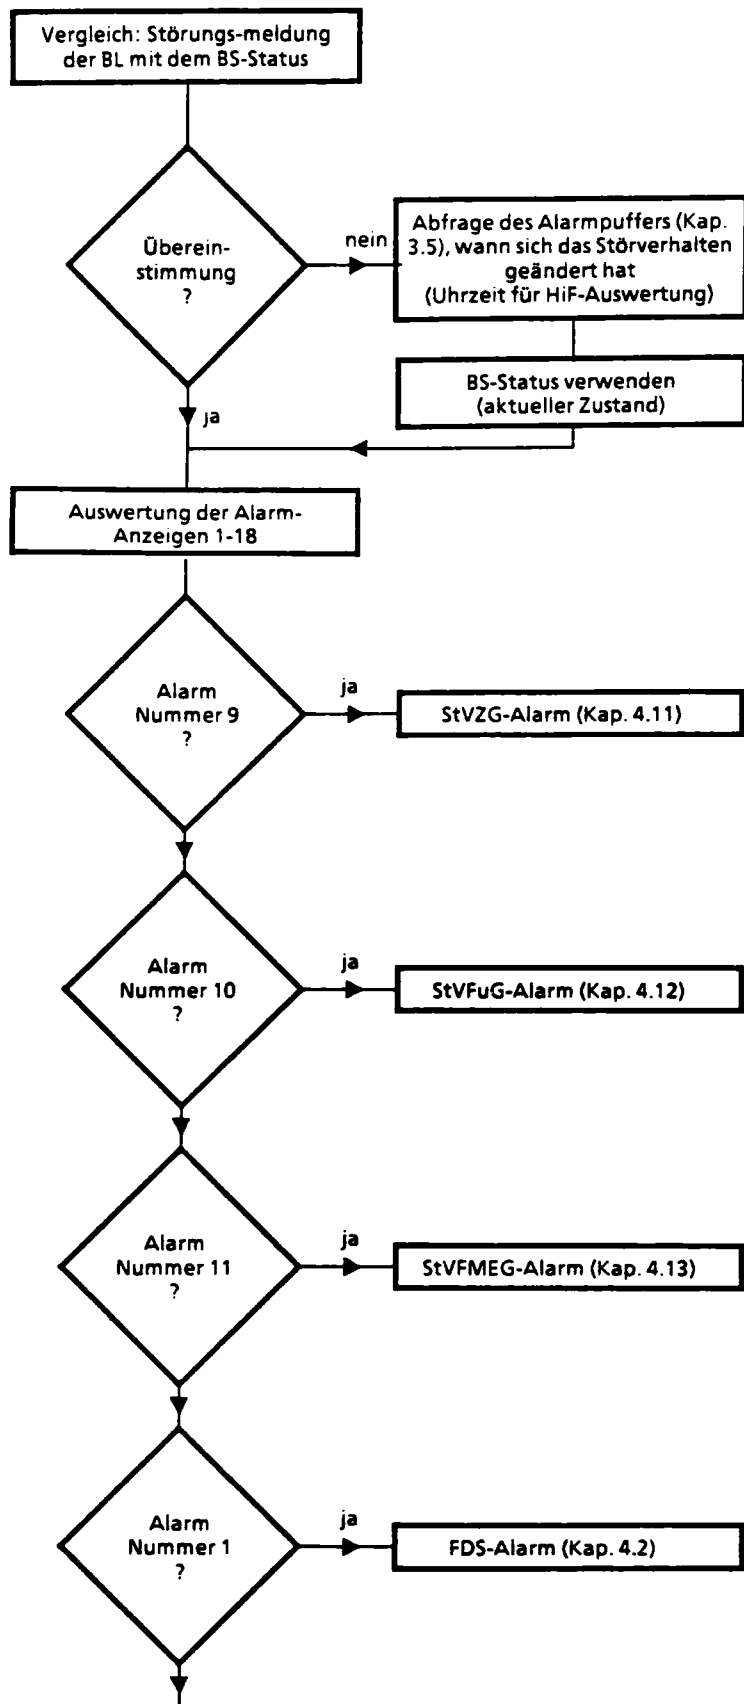 Vergleich: Störungs-meldung
der BL mit dem BS-Status
Überein-
stimmung
?
nein
Abfrage des Alarmpuffers (Kap.
3.5), wann sich das Störverhalten
geändert hat
(Uhrzeit für HiF-Auswertung)
BS-Status verwenden
(aktueller Zustand)
ja
Auswertung der Alarm-
Anzeigen 1-18
Alarm
Nummer 9
?
ja
StVZG-Alarm (Kap. 4.11)
Alarm
Nummer 10
?
ja
StVFuG-Alarm (Kap. 4.12)
Alarm
Nummer 11
?
ja
StVFMEG-Alarm (Kap. 4.13)
Alarm
Nummer 1
?
ja
FDS-Alarm (Kap. 4.2)